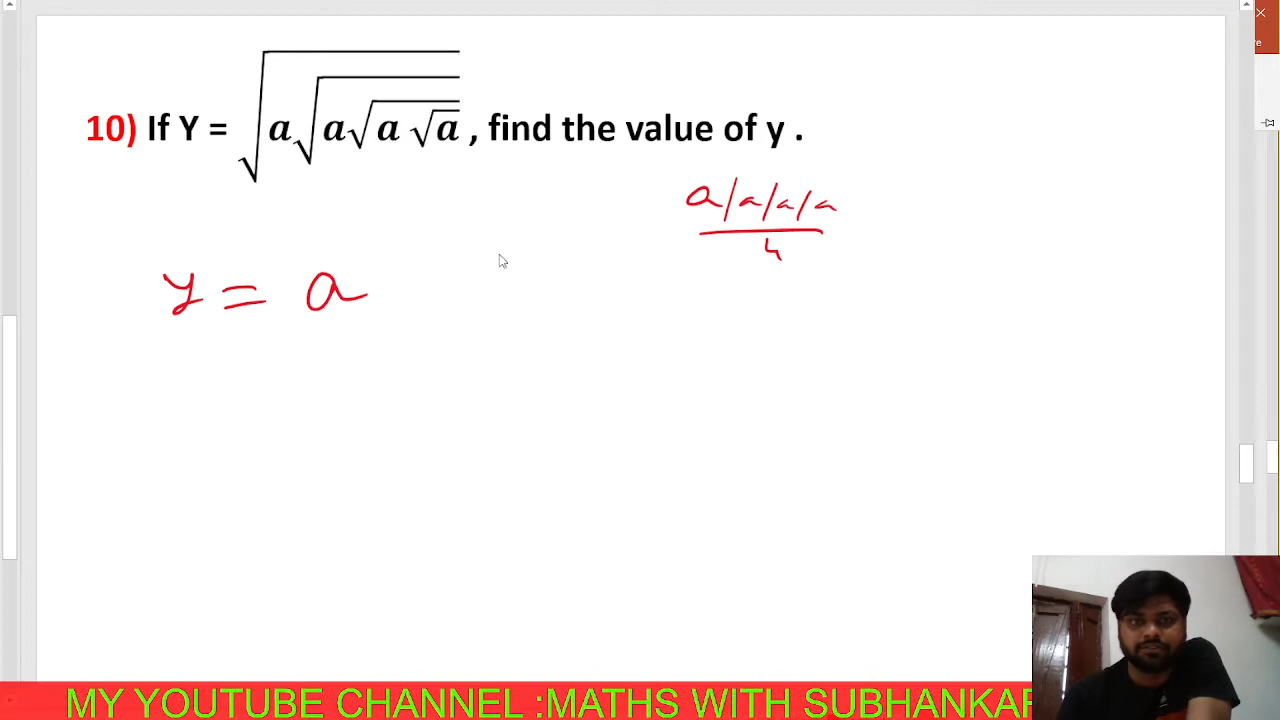 10) If Y = √(a√(a√(a √a))) , find the value of y .
a/a/a/a
4
y = a
MY YOUTUBE CHANNEL :MATHS WITH SUBHANKAR